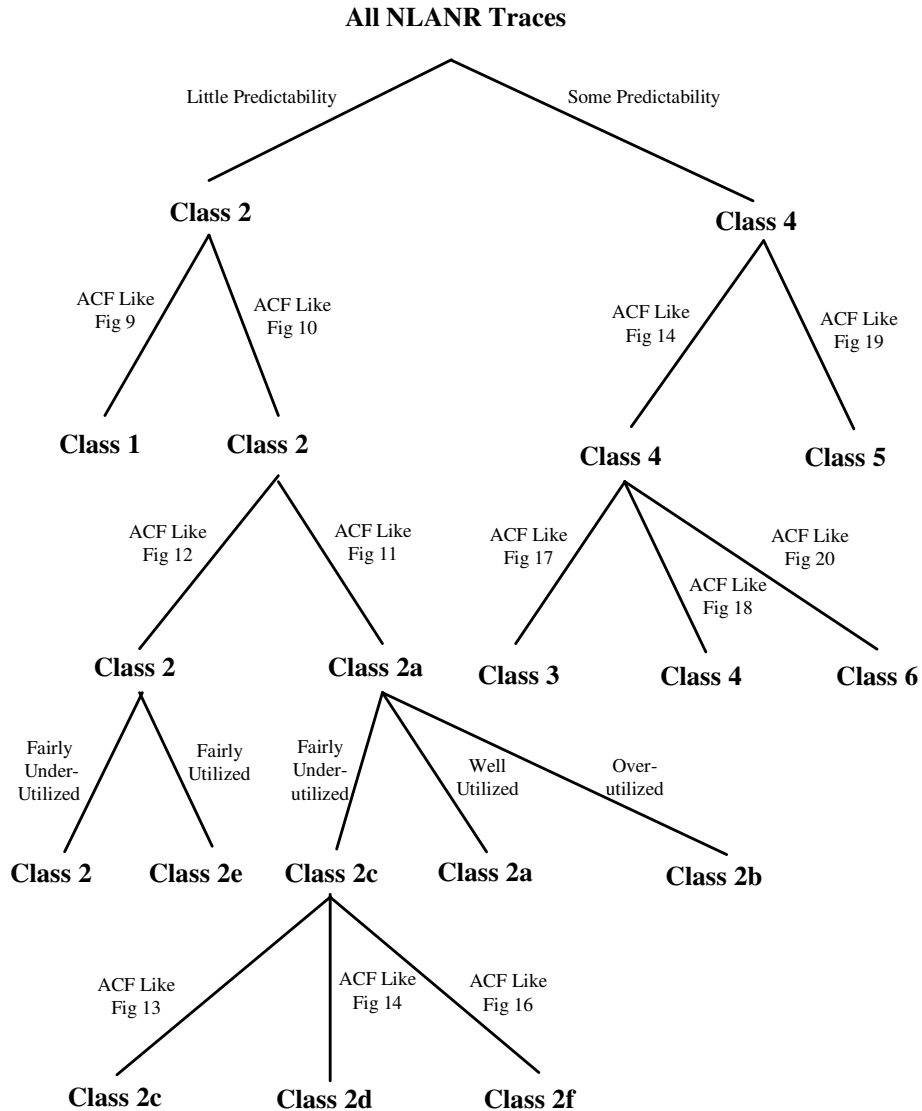 All NLANR Traces
Little Predictability
Some Predictability
Class 2
Class 4
ACF Like
Fig 9
ACF Like
Fig 10
ACF Like
Fig 14
ACF Like
Fig 19
Class 1
Class 2
Class 4
Class 5
ACF Like
Fig 12
ACF Like
Fig 11
ACF Like
Fig 17
ACF Like
Fig 18
ACF Like
Fig 20
Class 2
Class 2a
Class 3
Class 4
Class 6
Fairly
Under-
Utilized
Fairly
Utilized
Fairly
Under-
utilized
Well
Utilized
Over-
utilized
Class 2
Class 2e
Class 2c
Class 2a
Class 2b
ACF Like
Fig 13
ACF Like
Fig 14
ACF Like
Fig 16
Class 2c
Class 2d
Class 2f